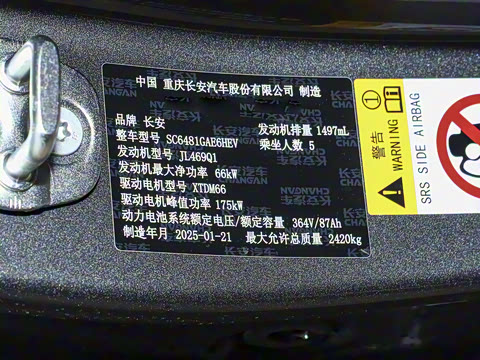 中国 重庆长安汽车股份有限公司 制造
品牌 长安
发动机排量 1497mL
整车型号 SC6481GAE6HEV
乘坐人数 5
发动机型号 JL469Q1
发动机最大净功率 66kW
驱动电机型号 XTDM66
驱动电机峰值功率 175kW
动力电池系统额定电压/额定容量 364V/87Ah
制造年月 2025-01-21 最大允许总质量 2420kg
警告
WARNING
SRS SIDE AIRBAG